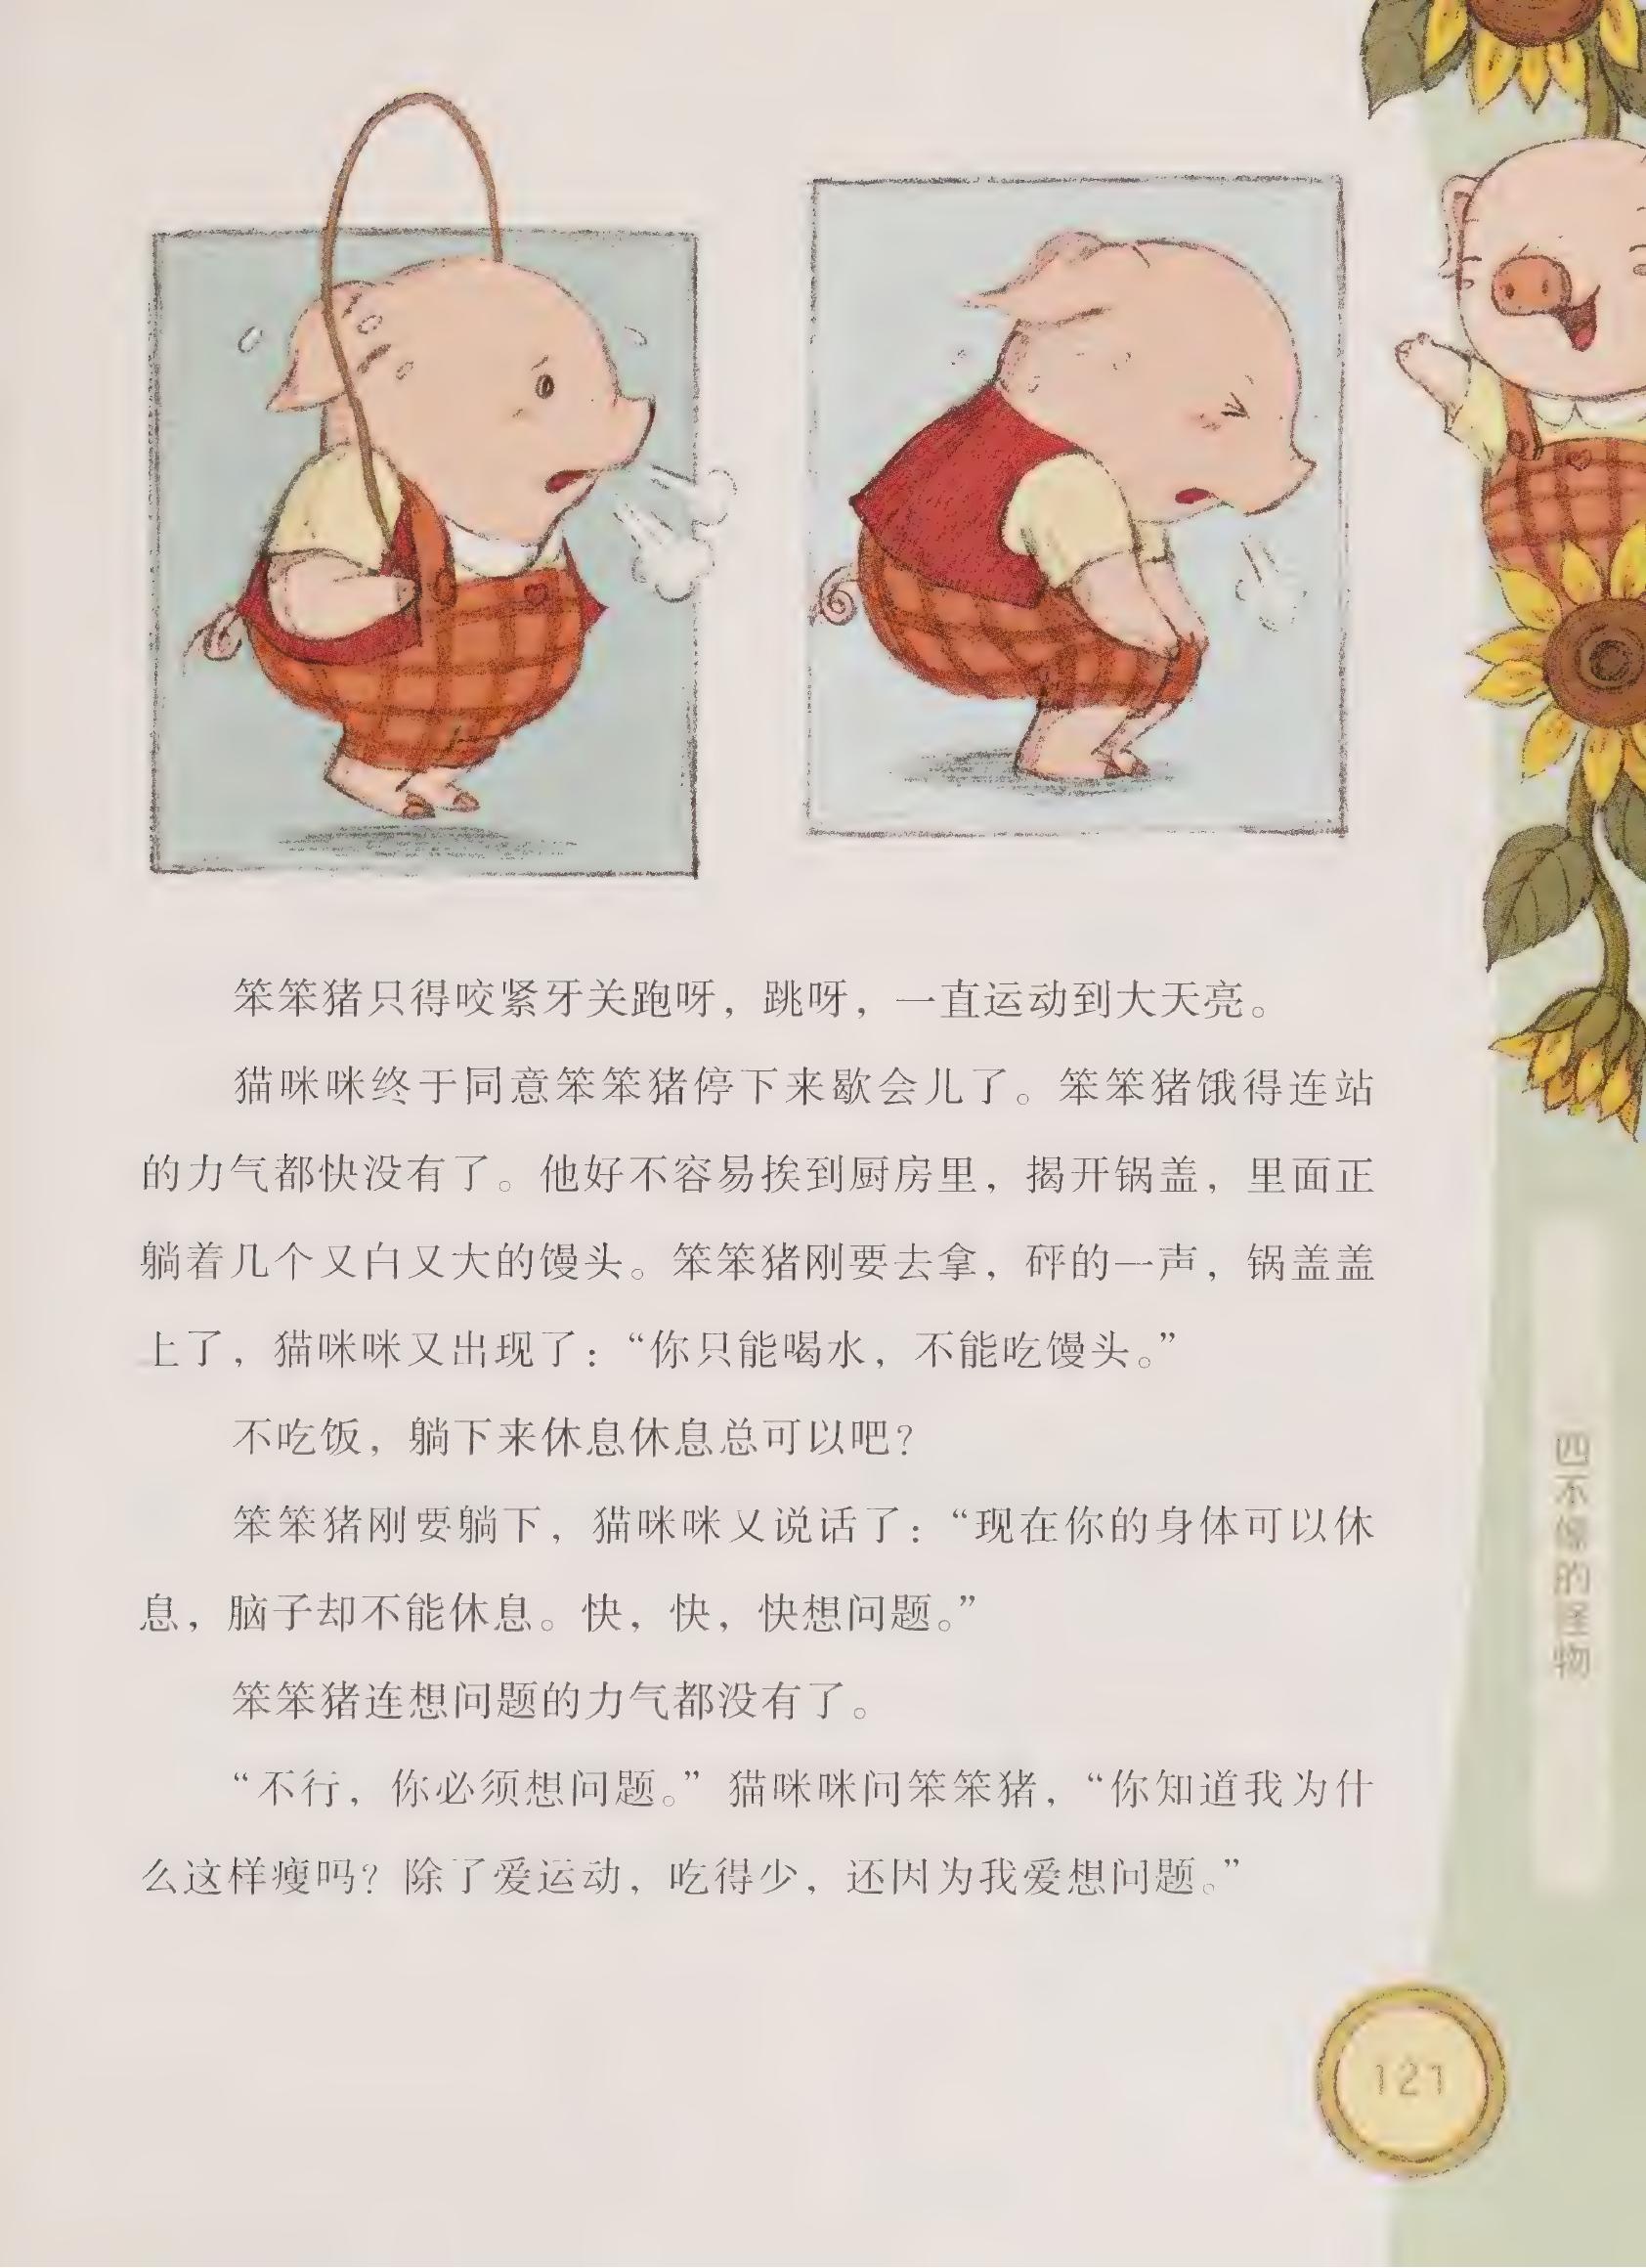 笨笨猪只得咬紧牙关跑呀，跳呀，一直运动到大天亮。
猫咪咪终于同意笨笨猪停下来歇会儿了。笨笨猪饿得连站
的力气都快没有了。他好不容易挨到厨房里，揭开锅盖，里面正
躺着几个又白又大的馒头。笨笨猪刚要去拿，砰的一声，锅盖盖
上了，猫咪咪又出现了：“你只能喝水，不能吃馒头。”
不吃饭，躺下来休息休息总可以吧？
笨笨猪刚要躺下，猫咪咪又说话了：“现在你的身体可以休
息，脑子却不能休息。快，快，快想问题。”
笨笨猪连想问题的力气都没有了。
“不行，你必须想问题。”猫咪咪问笨笨猪，“你知道我为什
么这样瘦吗？除了爱运动，吃得少，还因为我爱想问题。”
四不像的怪物
121